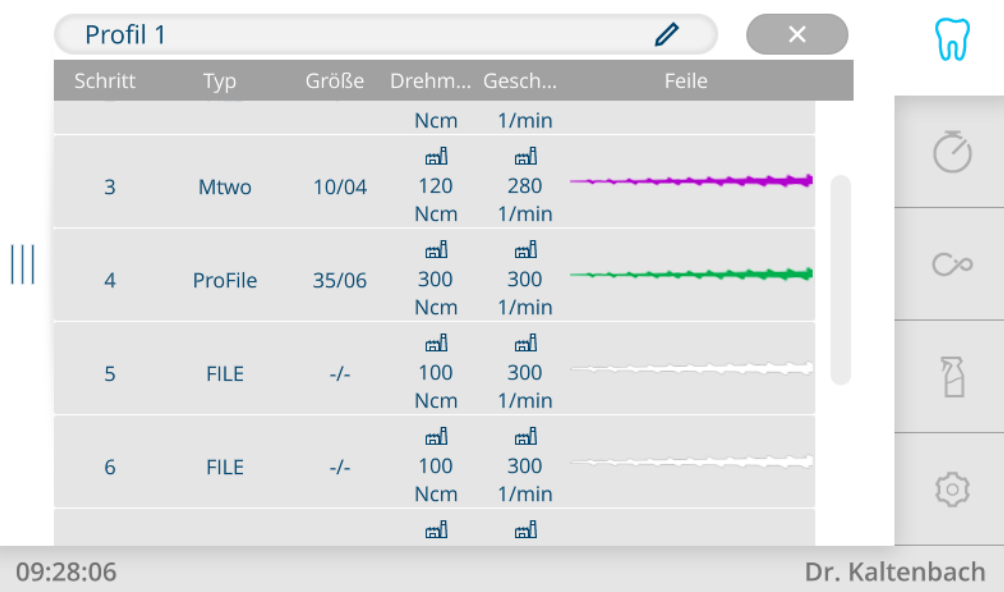 Profil 1
Schritt Typ Größe Drehm... Gesch... Feile
Ncm 1/min
3 Mtwo 10/04 120 280
Ncm 1/min
4 ProFile 35/06 300 300
Ncm 1/min
5 FILE -/- 100 300
Ncm 1/min
6 FILE -/- 100 300
Ncm 1/min
09:28:06 Dr. Kaltenbach